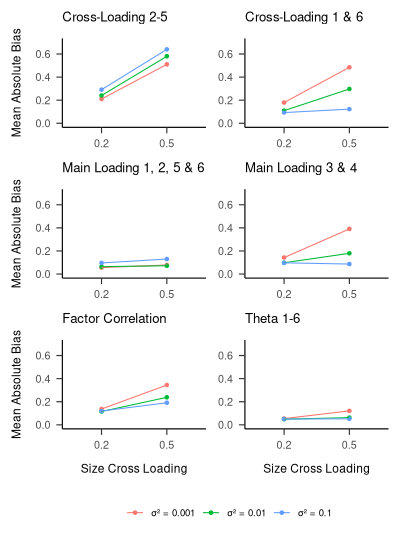 Cross-Loading 2-5
Cross-Loading 1 & 6
Mean Absolute Bias
0.6
0.4
0.2
0.0
0.2
0.5
0.6
0.4
0.2
0.0
0.2
0.5
Main Loading 1, 2, 5 & 6
Main Loading 3 & 4
Mean Absolute Bias
0.6
0.4
0.2
0.0
0.2
0.5
0.6
0.4
0.2
0.0
0.2
0.5
Factor Correlation
Theta 1-6
Mean Absolute Bias
0.6
0.4
0.2
0.0
0.2
0.5
0.6
0.4
0.2
0.0
0.2
0.5
Size Cross Loading
Size Cross Loading
σ² = 0.001
σ² = 0.01
σ² = 0.1